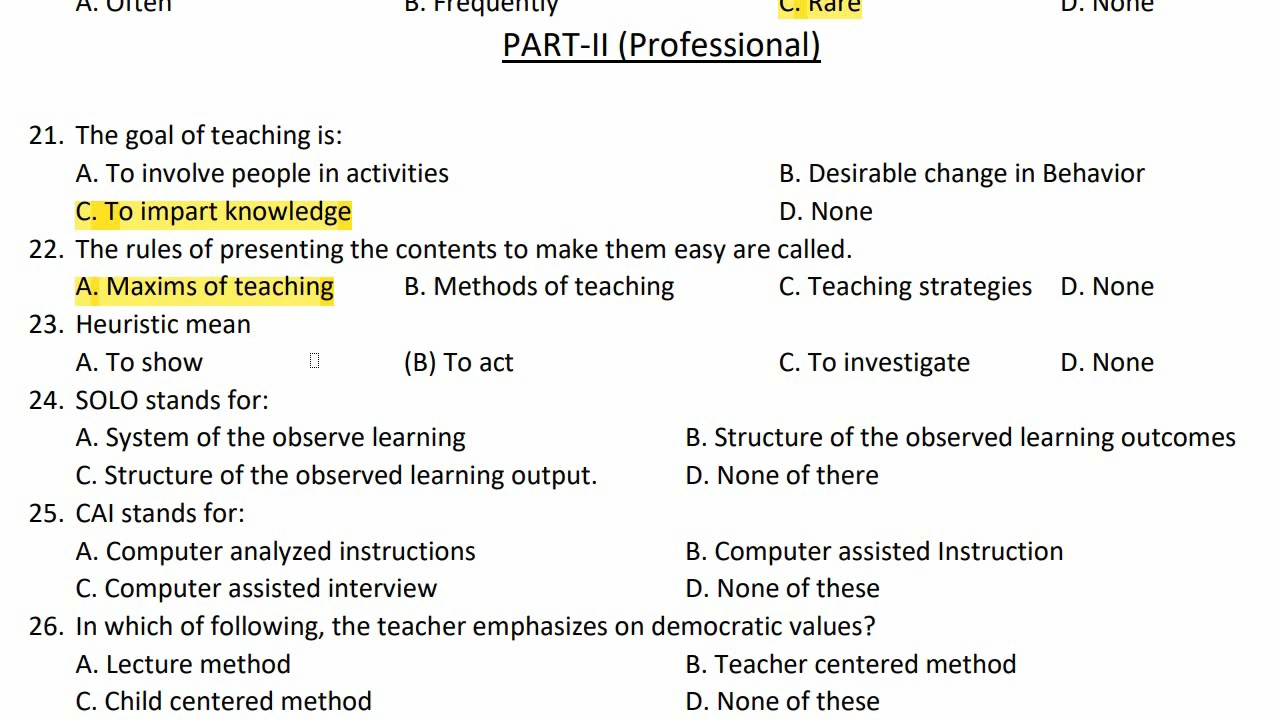 A. Often B. Frequently C. Rare D. None
PART-II (Professional)
21. The goal of teaching is:
A. To involve people in activities B. Desirable change in Behavior
C. To impart knowledge D. None
22. The rules of presenting the contents to make them easy are called.
A. Maxims of teaching B. Methods of teaching C. Teaching strategies D. None
23. Heuristic mean
A. To show (B) To act C. To investigate D. None
24. SOLO stands for:
A. System of the observe learning B. Structure of the observed learning outcomes
C. Structure of the observed learning output. D. None of there
25. CAI stands for:
A. Computer analyzed instructions B. Computer assisted Instruction
C. Computer assisted interview D. None of these
26. In which of following, the teacher emphasizes on democratic values?
A. Lecture method B. Teacher centered method
C. Child centered method D. None of these